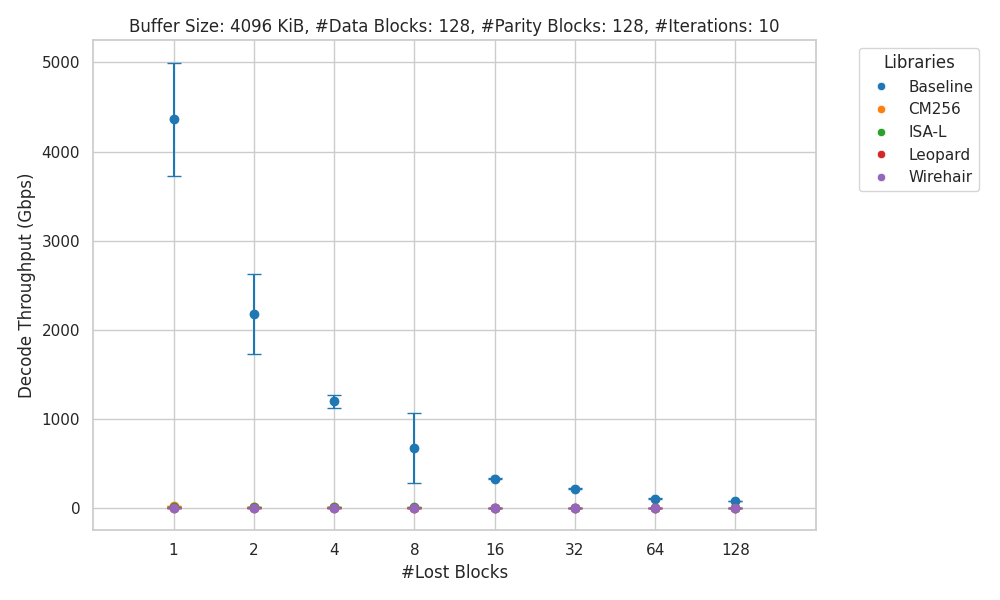 Buffer Size: 4096 KiB, #Data Blocks: 128, #Parity Blocks: 128, #Iterations: 10
Decode Throughput (Gbps)
5000
4000
3000
2000
1000
0
1 2 4 8 16 32 64 128
#Lost Blocks
Libraries
Baseline
CM256
ISA-L
Leopard
Wirehair